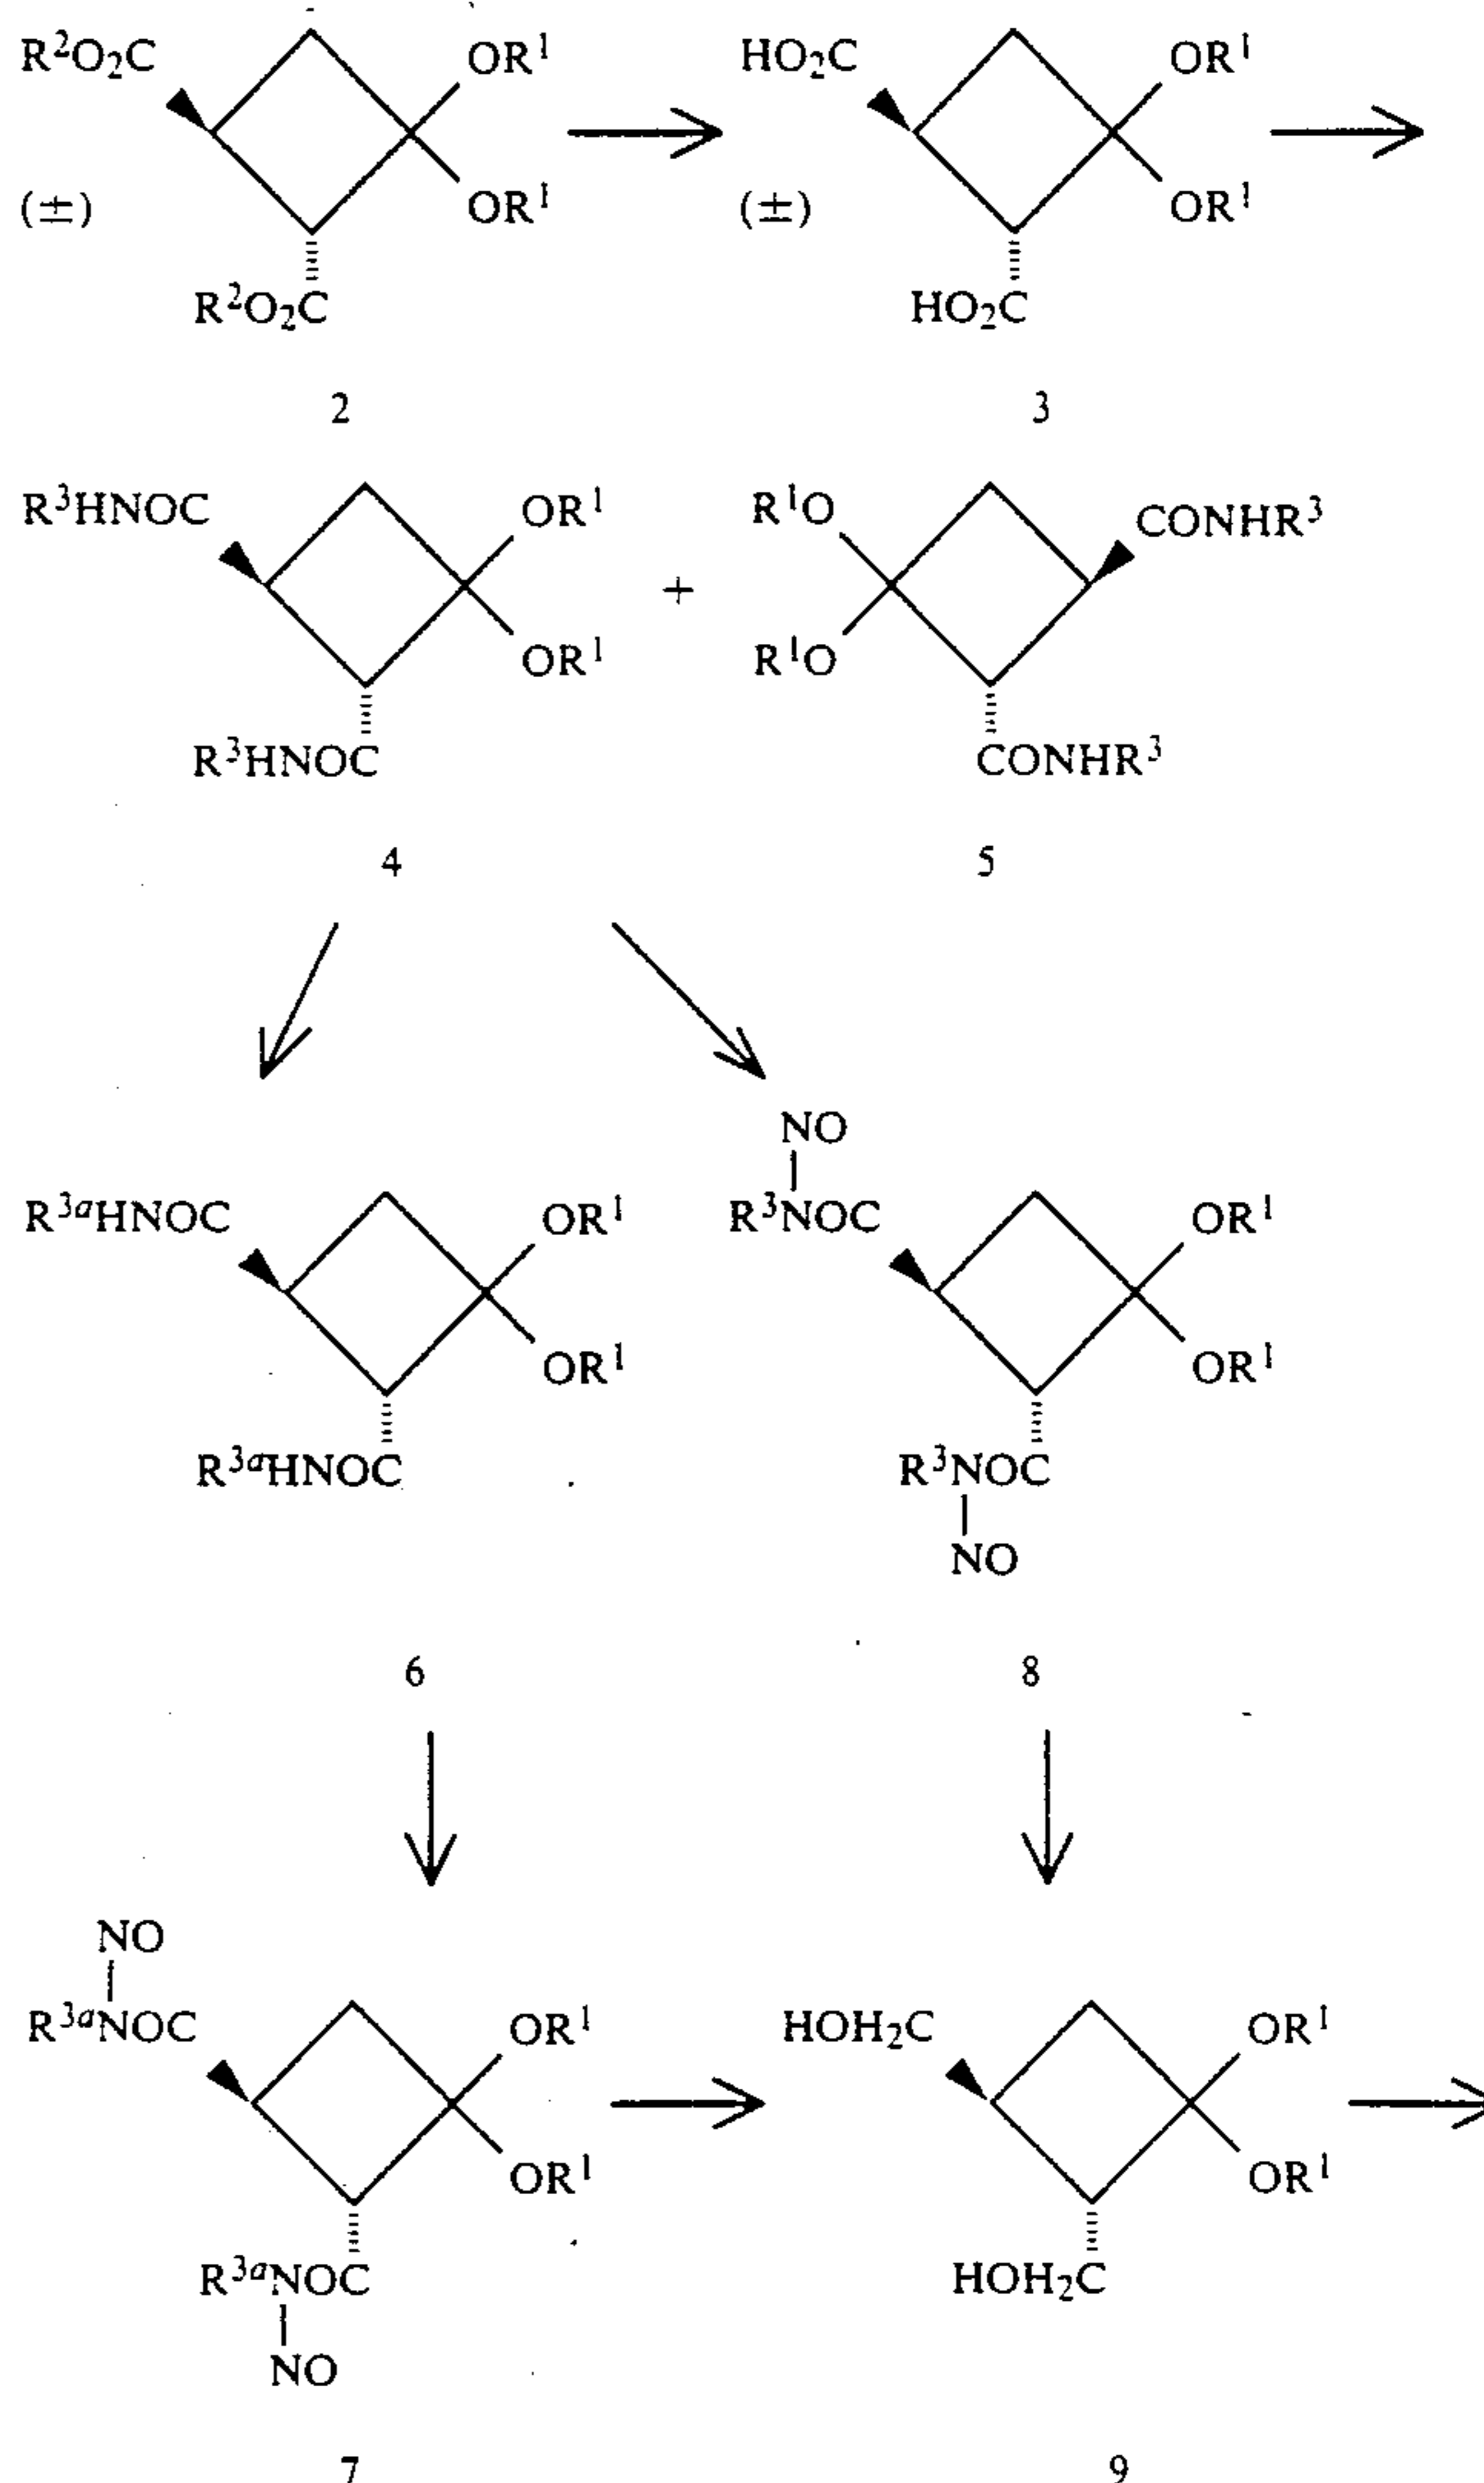 R²O₂C OR¹ HO₂C OR¹
(±) OR¹ (±) OR¹
R²O₂C HO₂C
2 3
R³HNOC OR¹ R¹O CONHR³
+
OR¹ R¹O
R³HNOC CONHR³
4 5
NO
R³ᵃHNOC OR¹ R³NOC OR¹
OR¹ OR¹
R³ᵃHNOC R³NOC
NO
6 8
NO
R³ᵃNOC OR¹ HOH₂C OR¹
OR¹ OR¹
R³ᵃNOC HOH₂C
NO
7 9